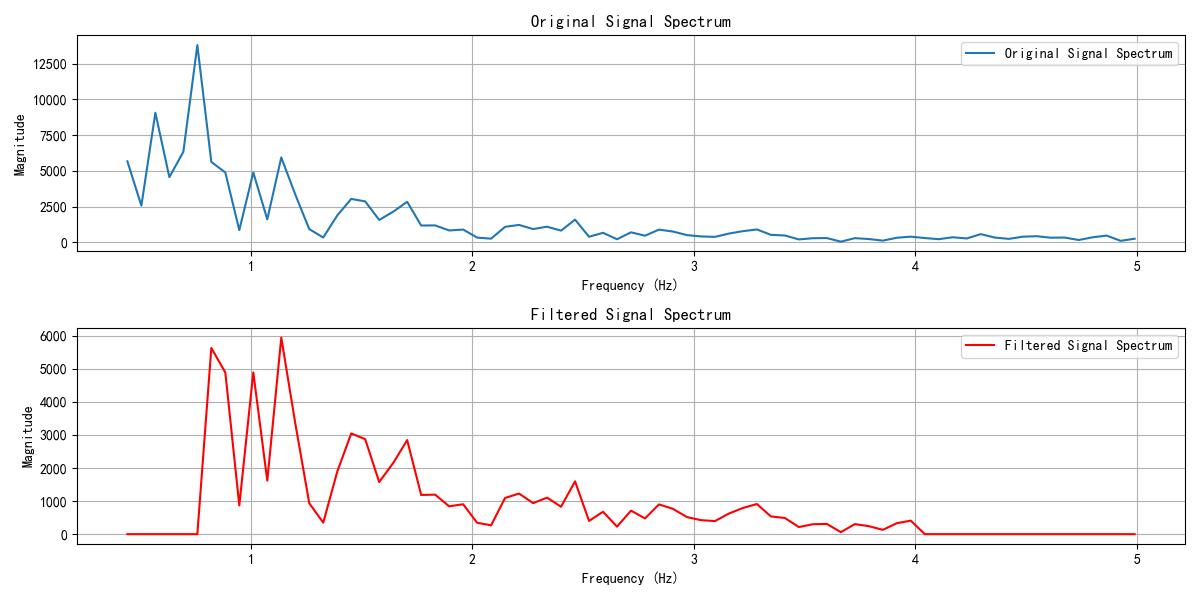 Original Signal Spectrum
Original Signal Spectrum
12500
10000
7500
5000
2500
0
Magnitude
1 2 3 4 5
Frequency (Hz)
Filtered Signal Spectrum
Filtered Signal Spectrum
6000
5000
4000
3000
2000
1000
0
Magnitude
1 2 3 4 5
Frequency (Hz)